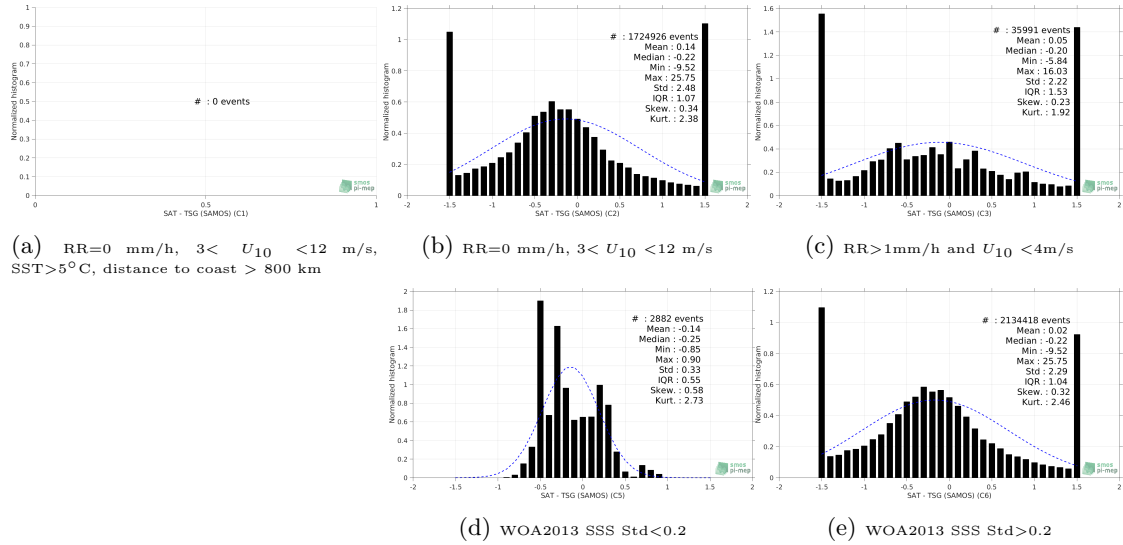 1
0.9
0.8
0.7
0.6
0.5
0.4
0.3
0.2
0.1
0
Normalized histogram
# : 0 events
0 0.5 1
SAT - TSG (SAMOS) (C1)
smos
pi-mep
(a) RR=0 mm/h, 3< U10 <12 m/s,
SST>5°C, distance to coast > 800 km
1.2
1
0.8
0.6
0.4
0.2
0
Normalized histogram
# : 1724926 events
Mean : 0.14
Median : -0.22
Min : -9.52
Max : 25.75
Std : 2.48
IQR : 1.07
Skew. : 0.34
Kurt. : 2.38
-2 -1.5 -1 -0.5 0 0.5 1 1.5 2
SAT - TSG (SAMOS) (C2)
smos
pi-mep
(b) RR=0 mm/h, 3< U10 <12 m/s
1.6
1.4
1.2
1
0.8
0.6
0.4
0.2
0
Normalized histogram
# : 35991 events
Mean : 0.05
Median : -0.20
Min : -5.84
Max : 16.03
Std : 2.22
IQR : 1.53
Skew. : 0.23
Kurt. : 1.92
-2 -1.5 -1 -0.5 0 0.5 1 1.5 2
SAT - TSG (SAMOS) (C3)
smos
pi-mep
(c) RR>1mm/h and U10 <4m/s
2
1.8
1.6
1.4
1.2
1
0.8
0.6
0.4
0.2
0
Normalized histogram
# : 2882 events
Mean : -0.14
Median : -0.25
Min : -0.85
Max : 0.90
Std : 0.33
IQR : 0.55
Skew. : 0.58
Kurt. : 2.73
-2 -1.5 -1 -0.5 0 0.5 1 1.5 2
SAT - TSG (SAMOS) (C5)
smos
pi-mep
(d) WOA2013 SSS Std<0.2
1.2
1
0.8
0.6
0.4
0.2
0
Normalized histogram
# : 2134418 events
Mean : 0.02
Median : -0.22
Min : -9.52
Max : 25.75
Std : 2.29
IQR : 1.04
Skew. : 0.32
Kurt. : 2.46
-2 -1.5 -1 -0.5 0 0.5 1 1.5 2
SAT - TSG (SAMOS) (C6)
smos
pi-mep
(e) WOA2013 SSS Std>0.2